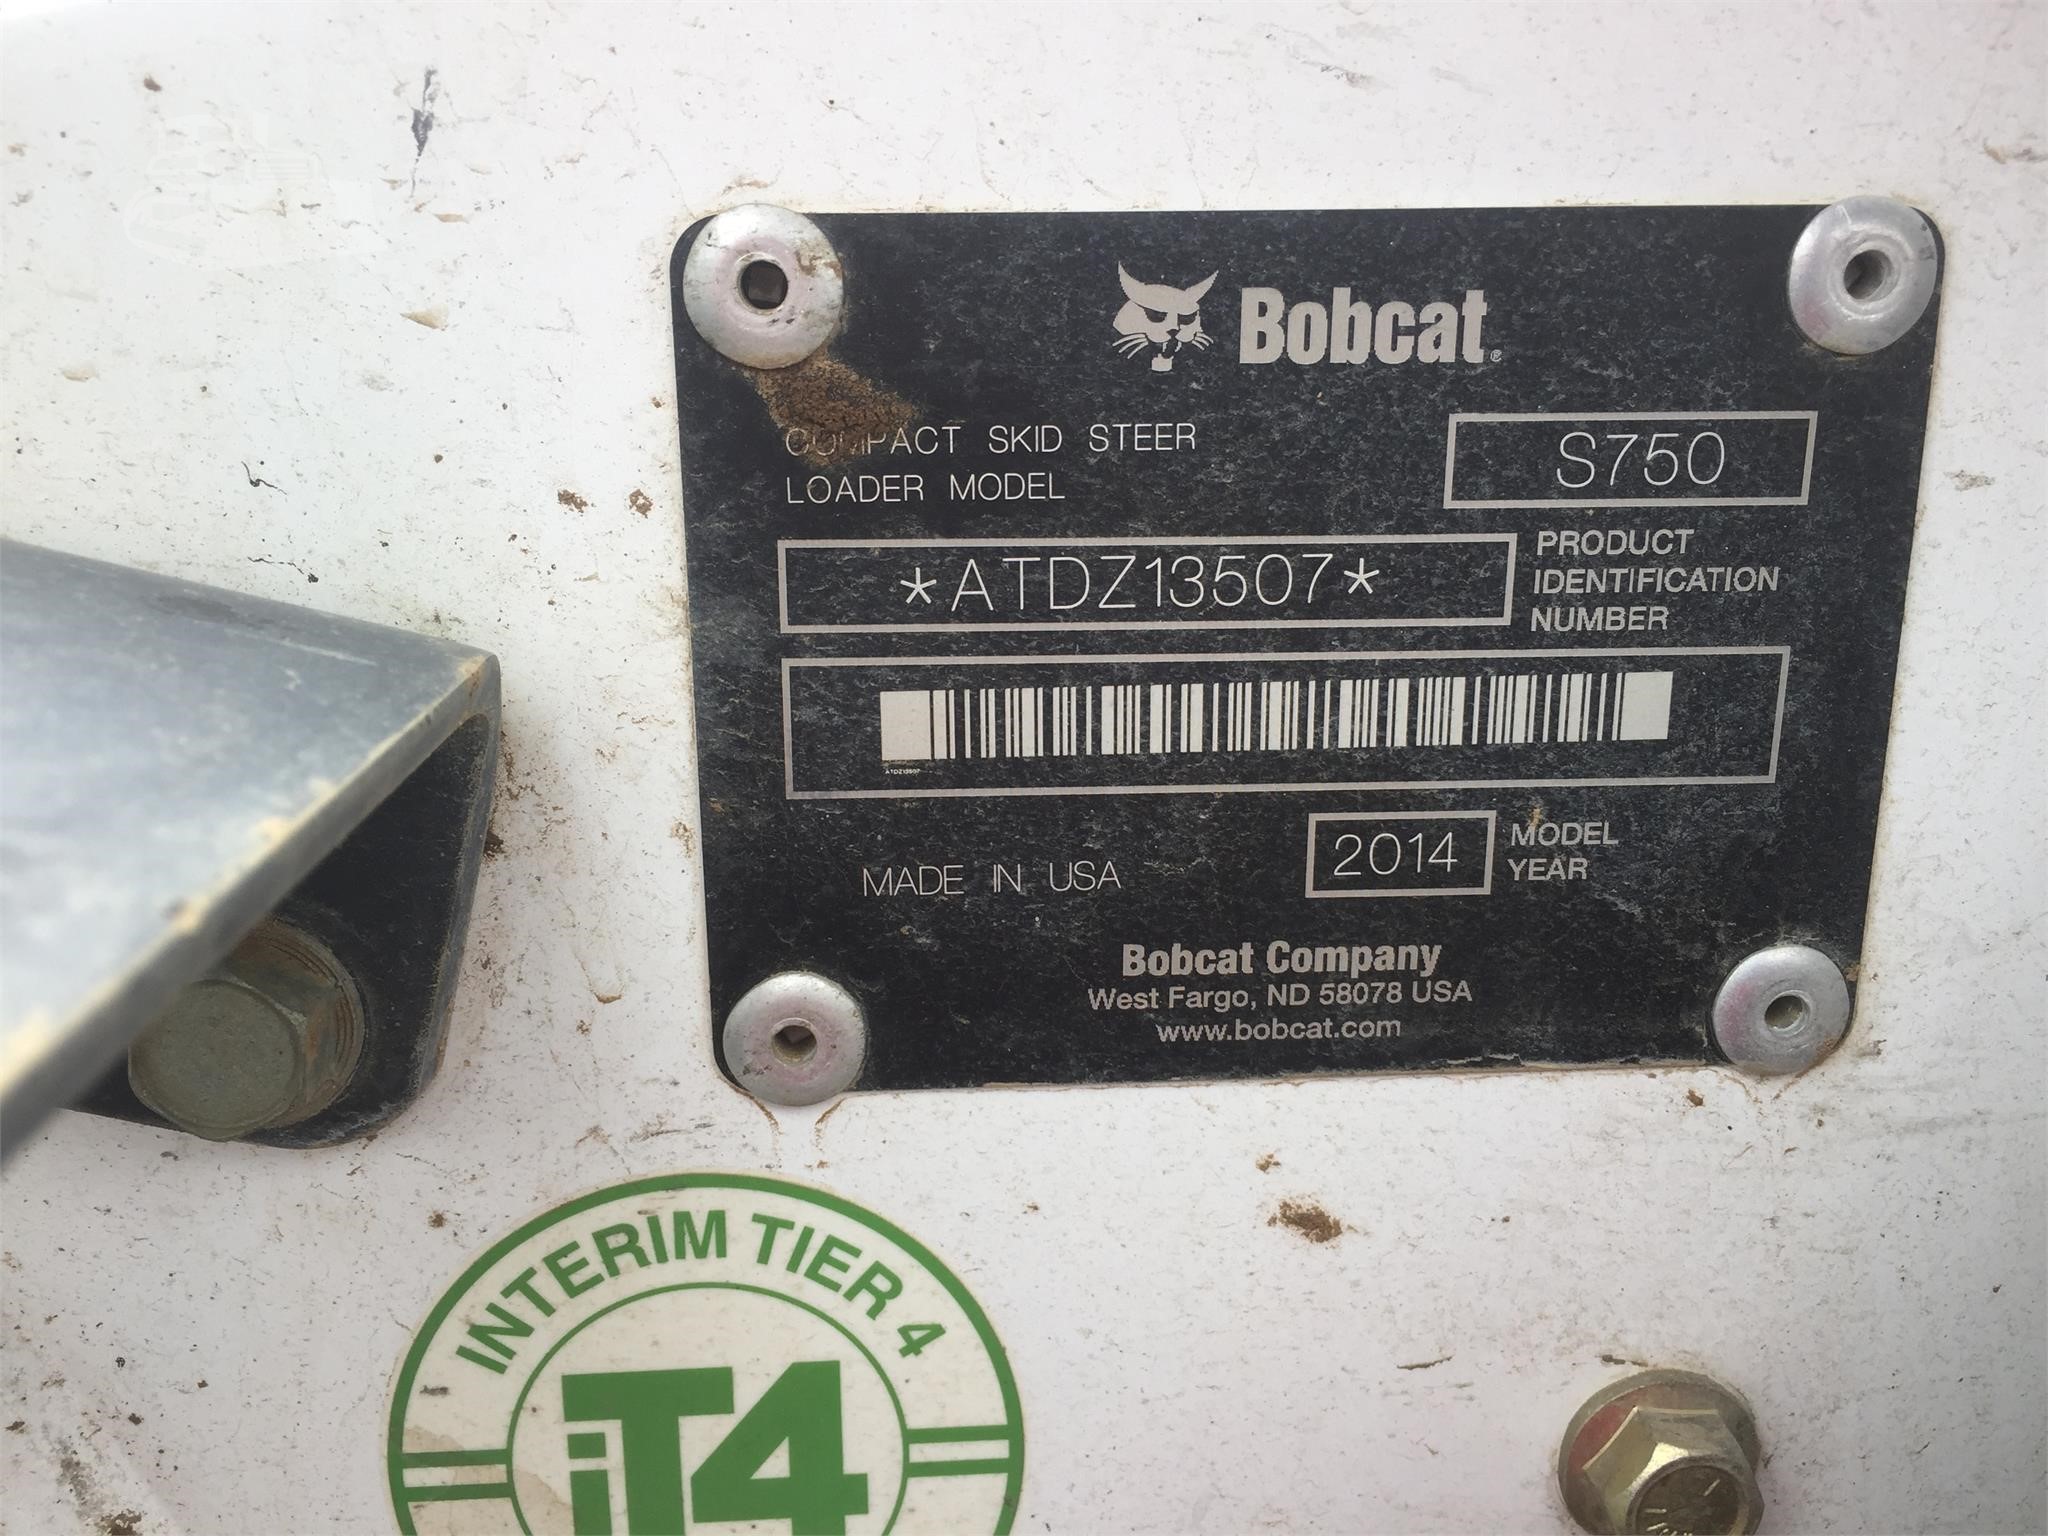 Bobcat®
COMPACT SKID STEER
LOADER MODEL
S750
*ATDZ13507*
PRODUCT
IDENTIFICATION
NUMBER
ATDZ13507
MADE IN USA
2014
MODEL
YEAR
Bobcat Company
West Fargo, ND 58078 USA
www.bobcat.com
INTERIM TIER 4
iT4